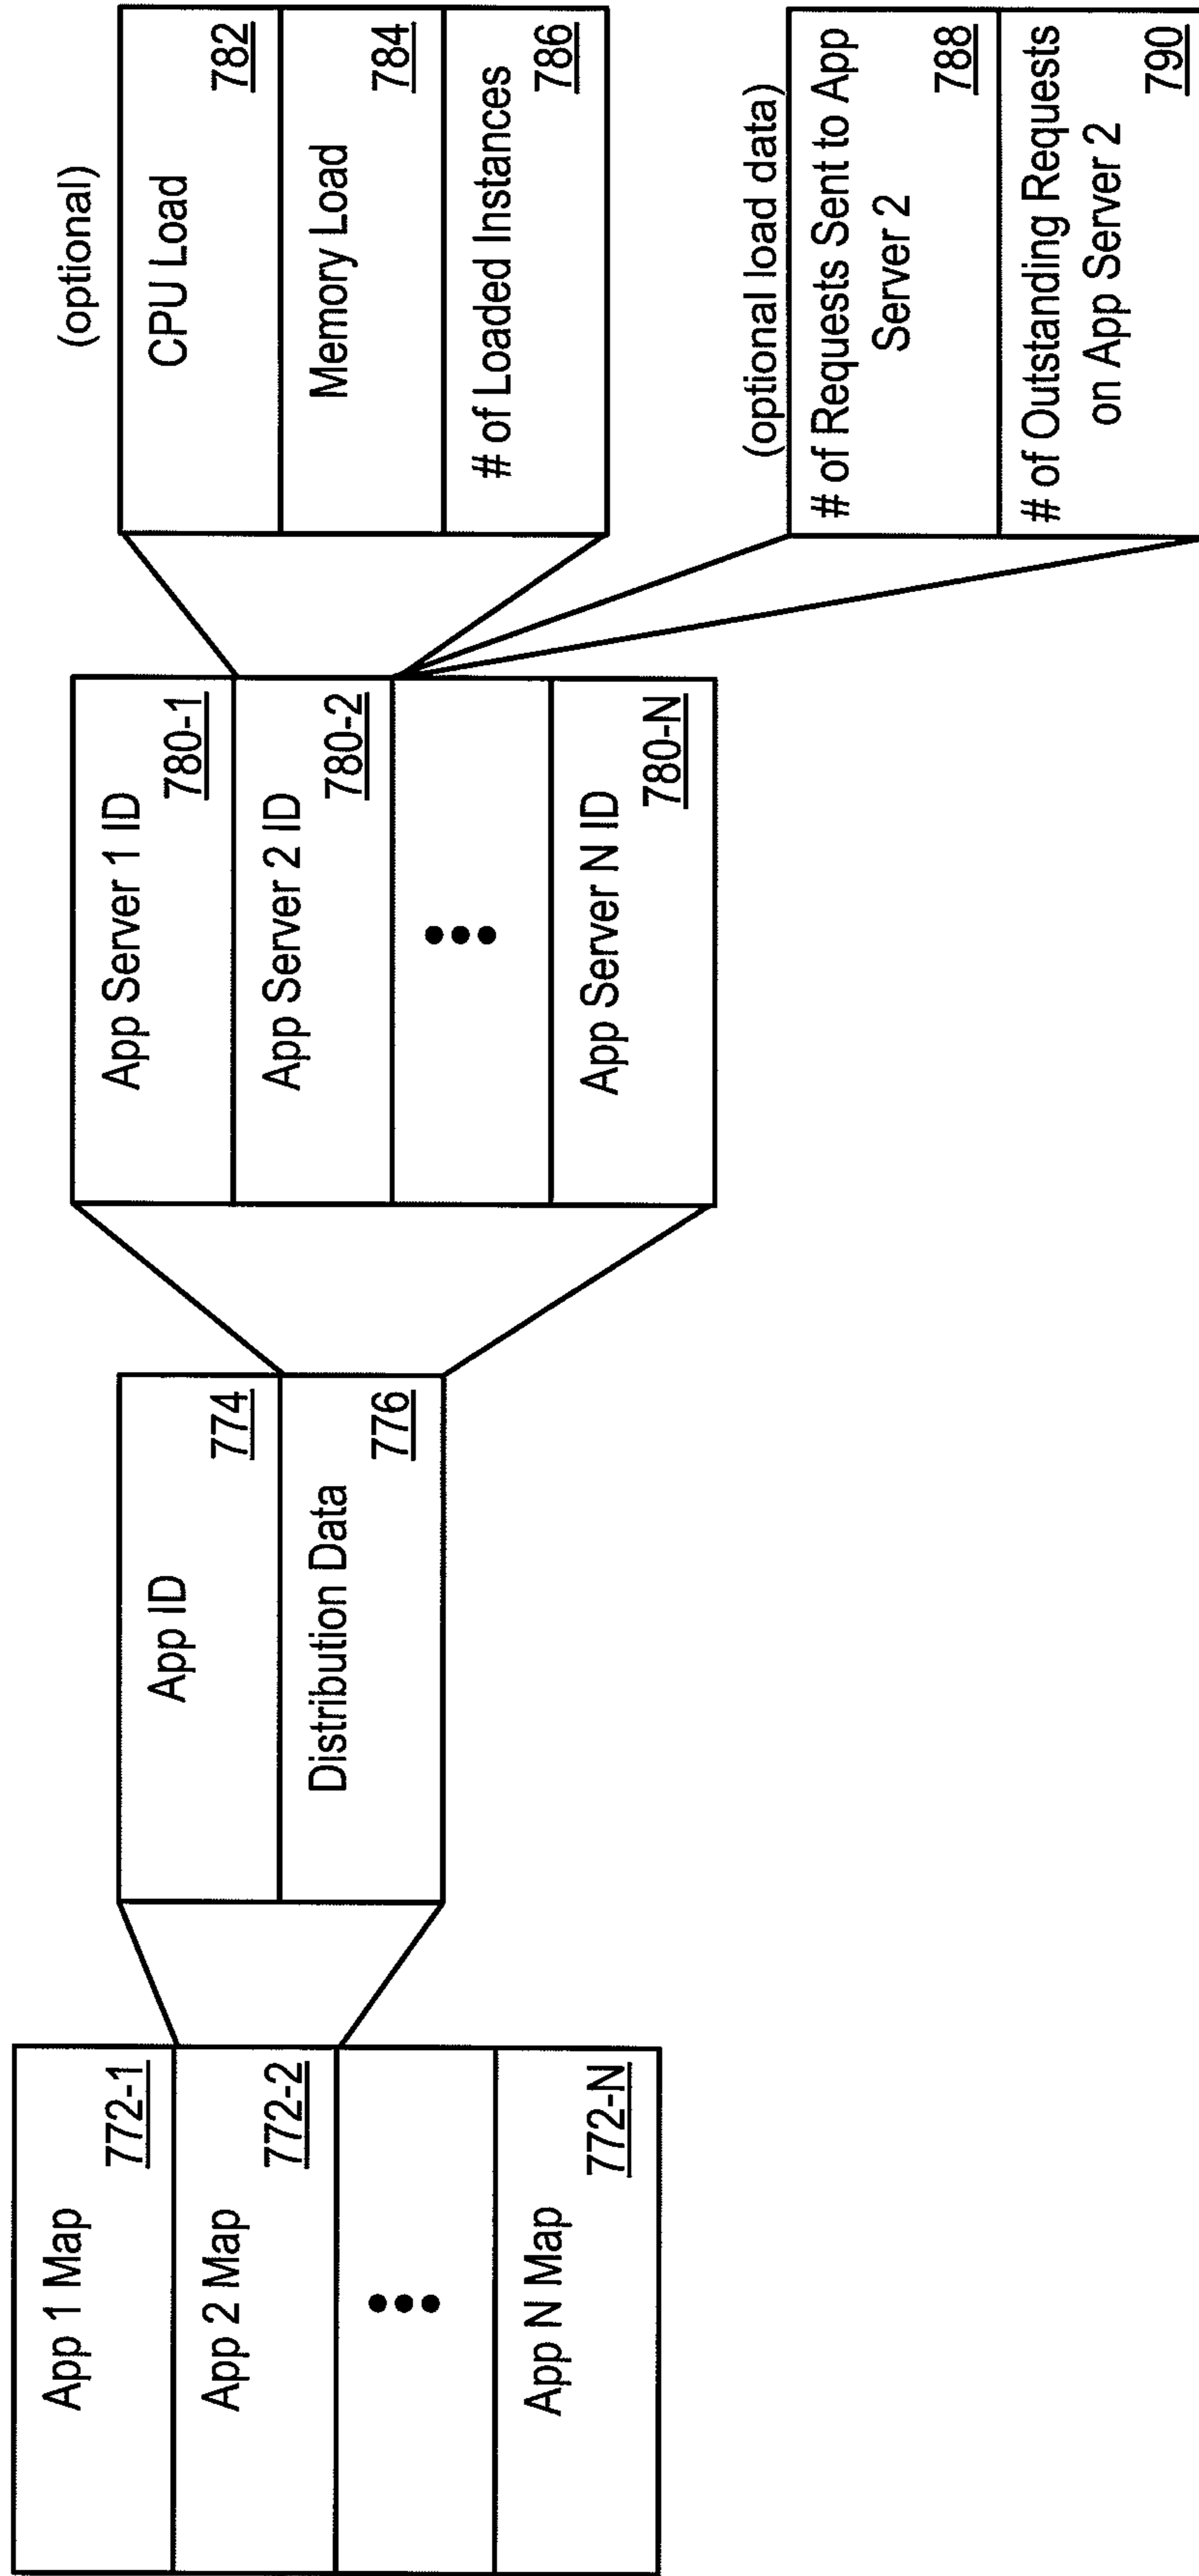 App 1 Map
772-1
App 2 Map
772-2
App N Map
772-N
App ID
774
Distribution Data
776
App Server 1 ID
780-1
App Server 2 ID
780-2
App Server N ID
780-N
(optional)
CPU Load
782
Memory Load
784
# of Loaded Instances
786
(optional load data)
# of Requests Sent to App
Server 2
788
# of Outstanding Requests
on App Server 2
790